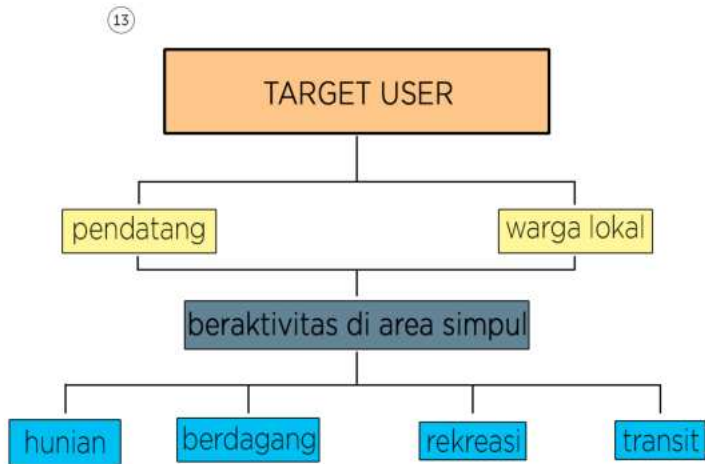 13
TARGET USER
pendatang
warga lokal
beraktivitas di area simpul
hunian
berdagang
rekreasi
transit